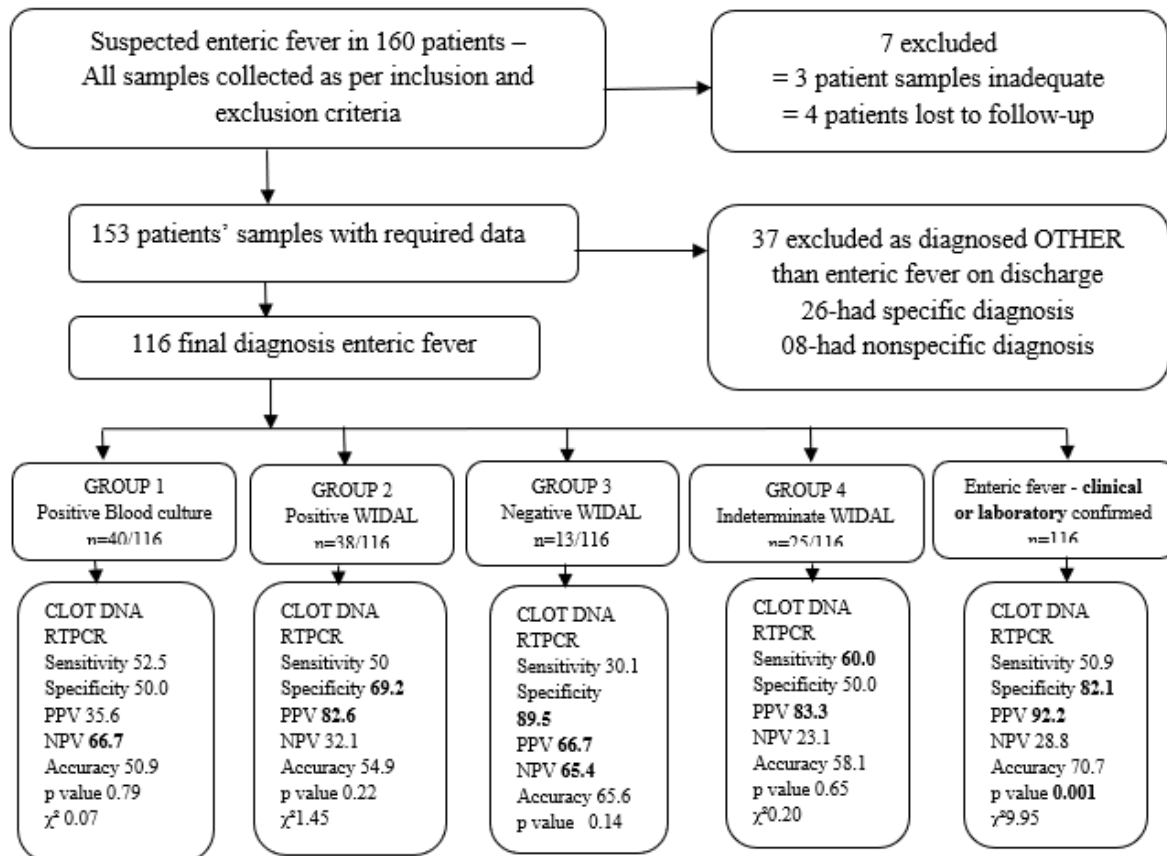 Suspected enteric fever in 160 patients –
All samples collected as per inclusion and
exclusion criteria
7 excluded
= 3 patient samples inadequate
= 4 patients lost to follow-up
153 patients’ samples with required data
37 excluded as diagnosed OTHER
than enteric fever on discharge
26-had specific diagnosis
08-had nonspecific diagnosis
116 final diagnosis enteric fever
GROUP 1
Positive Blood culture
n=40/116
GROUP 2
Positive WIDAL
n=38/116
GROUP 3
Negative WIDAL
n=13/116
GROUP 4
Indeterminate WIDAL
n=25/116
Enteric fever - clinical
or laboratory confirmed
n=116
CLOT DNA
RTPCR
Sensitivity 52.5
Specificity 50.0
PPV 35.6
NPV 66.7
Accuracy 50.9
p value 0.79
χ² 0.07
CLOT DNA
RTPCR
Sensitivity 50
Specificity 69.2
PPV 82.6
NPV 32.1
Accuracy 54.9
p value 0.22
χ²1.45
CLOT DNA
RTPCR
Sensitivity 30.1
Specificity
89.5
PPV 66.7
NPV 65.4
Accuracy 65.6
p value 0.14
CLOT DNA
RTPCR
Sensitivity 60.0
Specificity 50.0
PPV 83.3
NPV 23.1
Accuracy 58.1
p value 0.65
χ²0.20
CLOT DNA
RTPCR
Sensitivity 50.9
Specificity 82.1
PPV 92.2
NPV 28.8
Accuracy 70.7
p value 0.001
χ²9.95